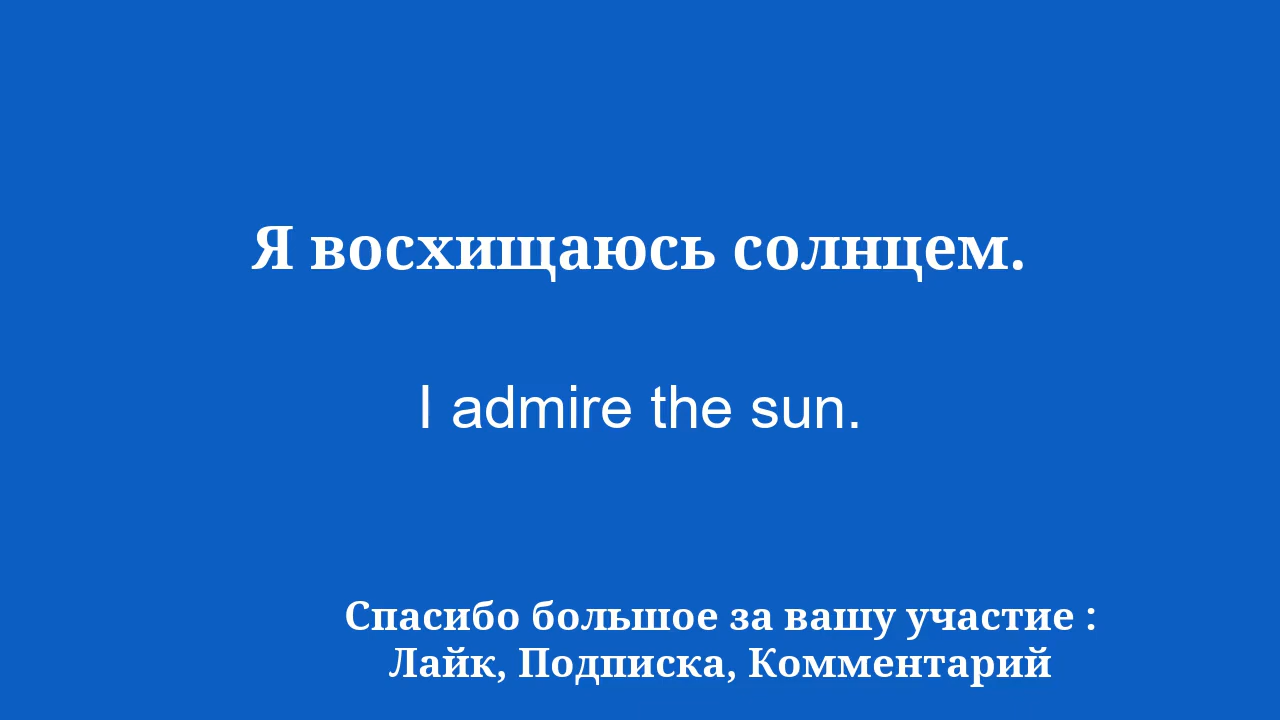 Я восхищаюсь солнцем.
I admire the sun.
Спасибо большое за вашу участие :
Лайк, Подписка, Комментарий